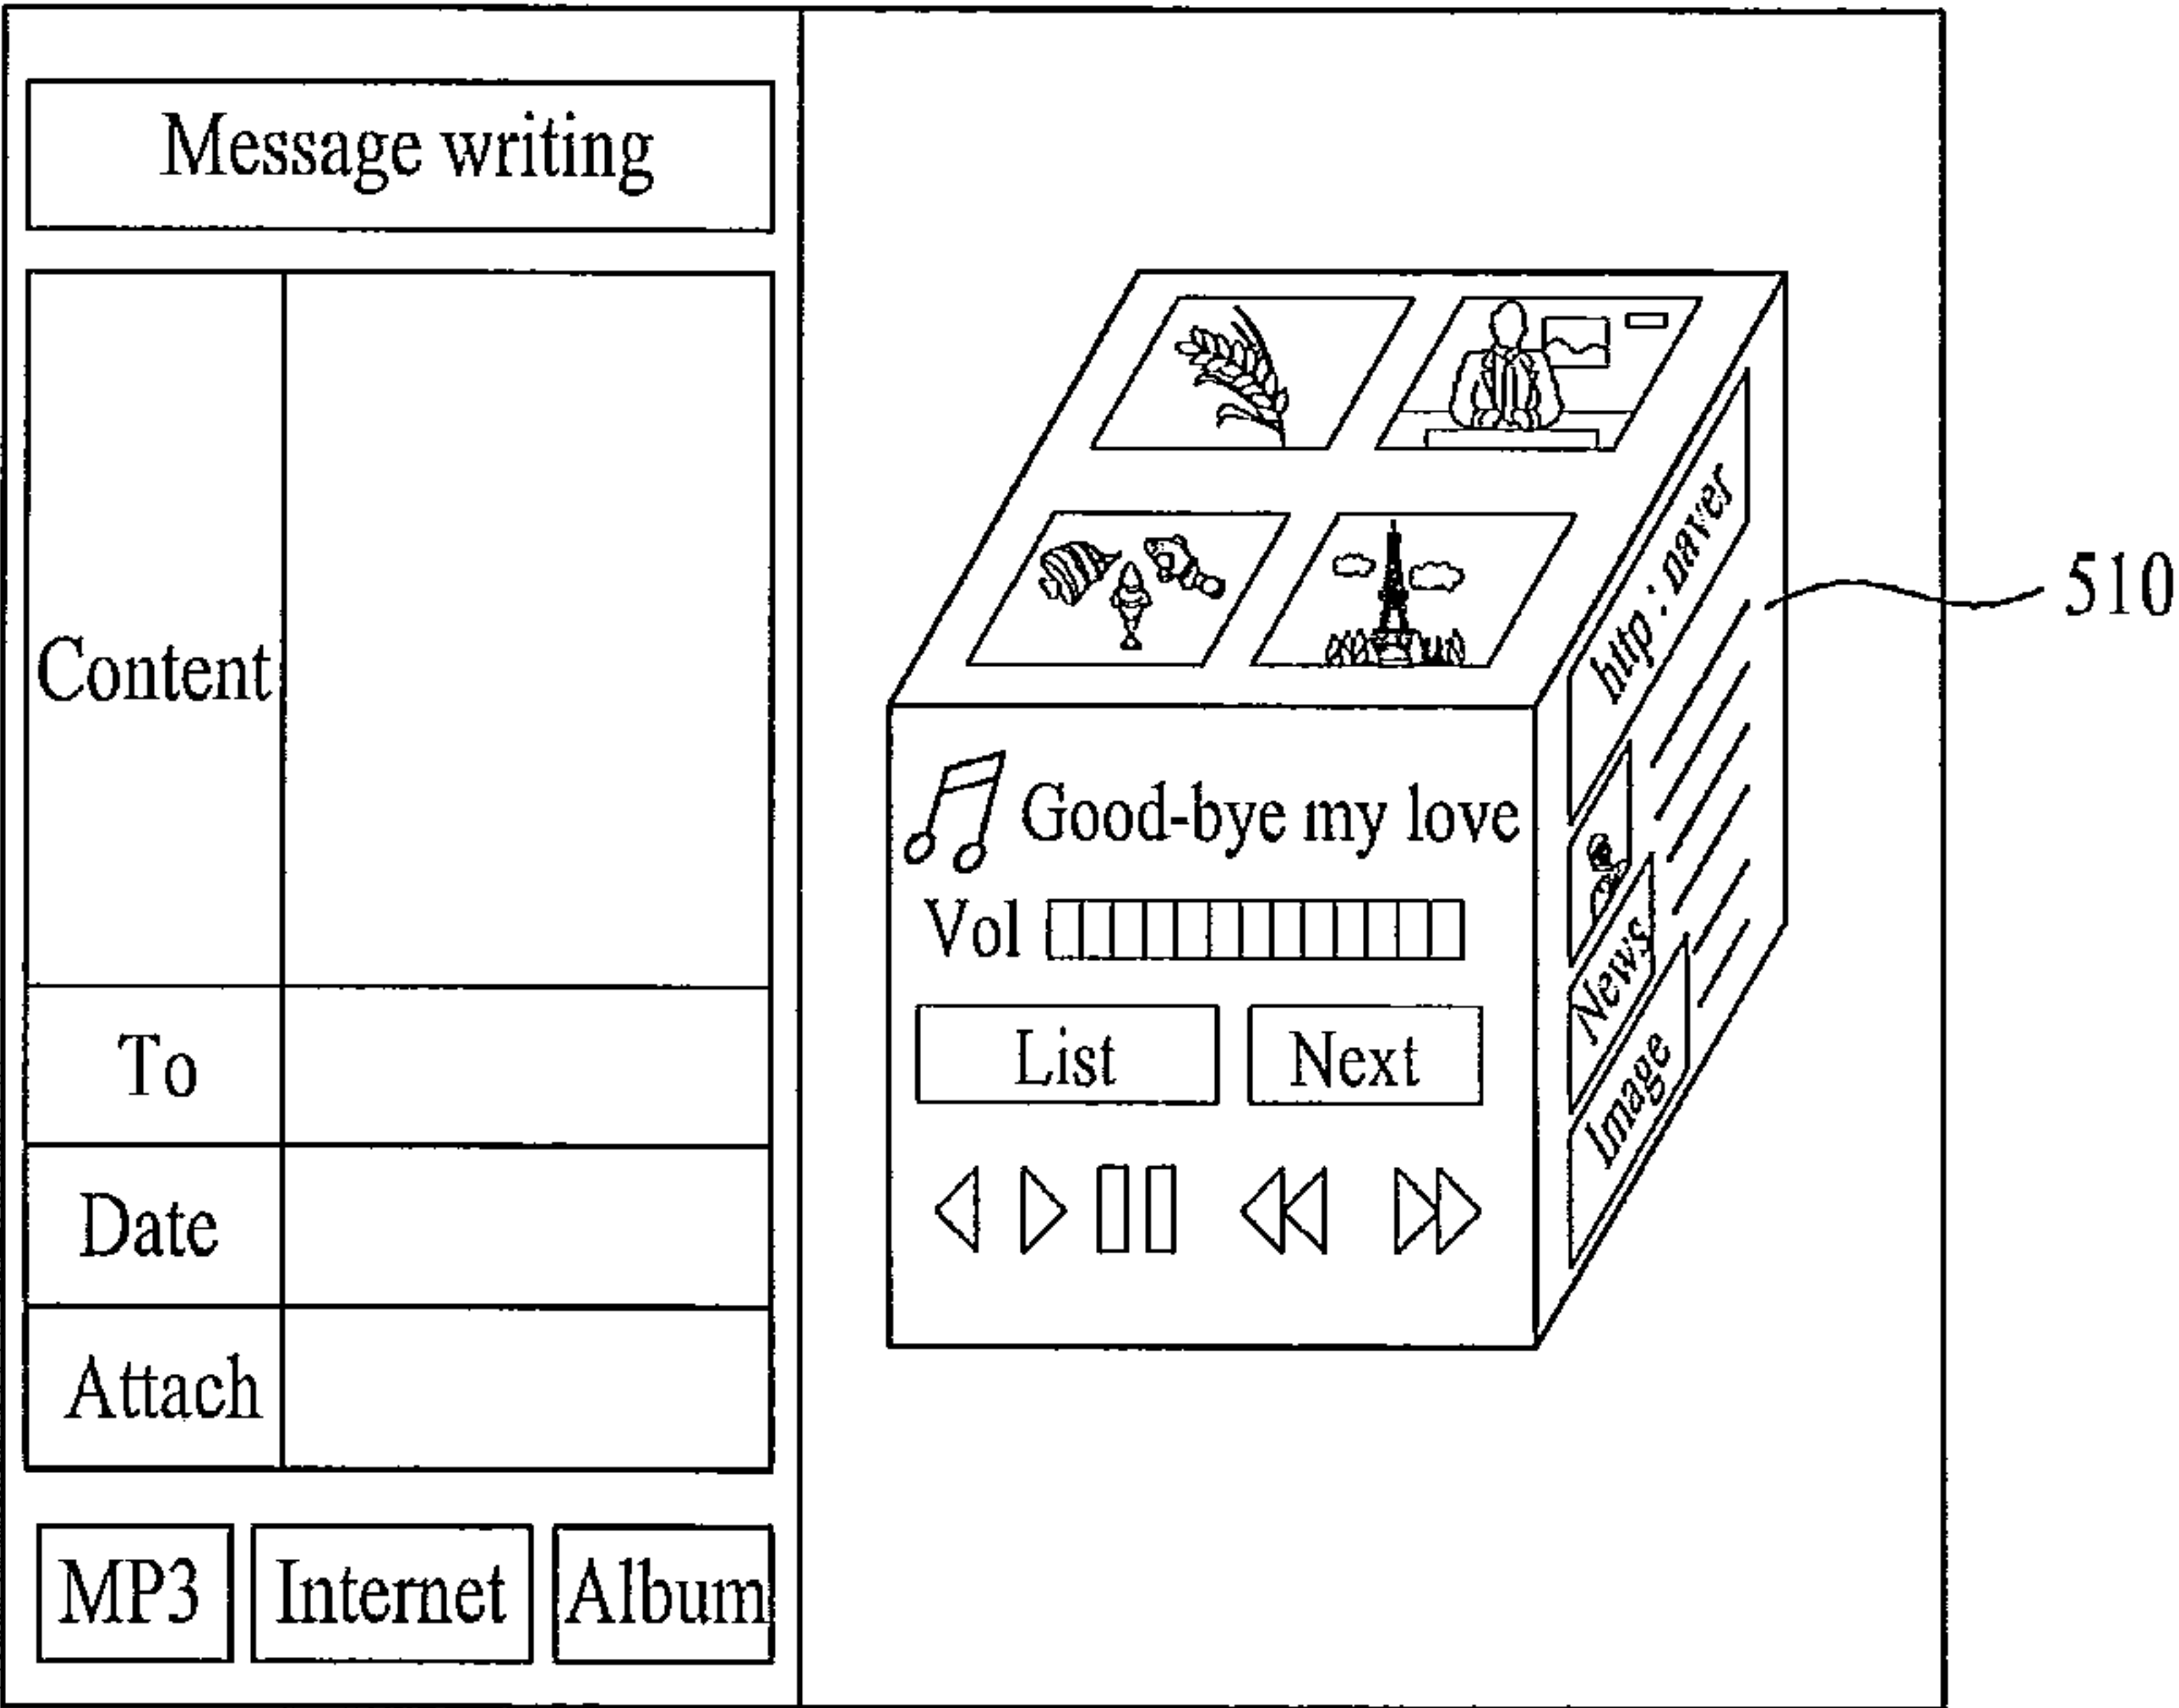 Message writing
Content
To
Date
Attach
MP3 Internet Album
http : naver
News
Image
Good-bye my love
Vol
List Next
510